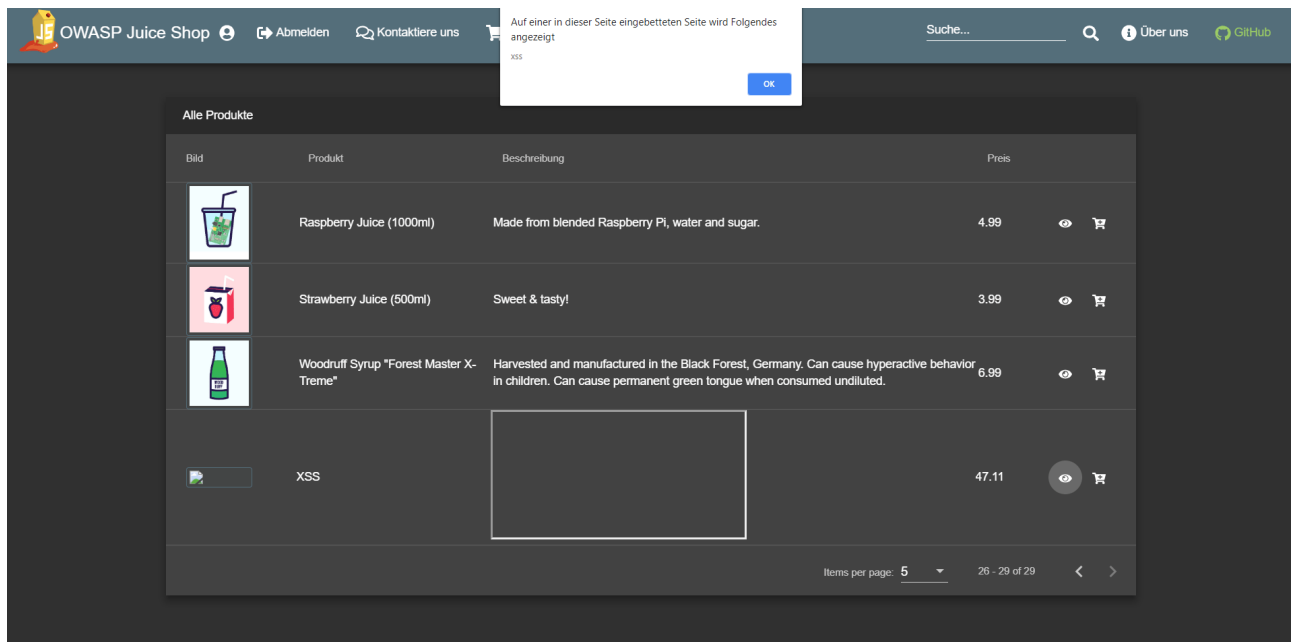 OWASP Juice Shop
Abmelden
Kontaktiere uns
Auf einer in dieser Seite eingebetteten Seite wird Folgendes
angezeigt
xss
OK
Suche...
Über uns
GitHub
Alle Produkte
Bild Produkt Beschreibung Preis
Raspberry Juice (1000ml) Made from blended Raspberry Pi, water and sugar. 4.99
Strawberry Juice (500ml) Sweet & tasty! 3.99
Woodruff Syrup "Forest Master X-
Treme"
Harvested and manufactured in the Black Forest, Germany. Can cause hyperactive behavior
in children. Can cause permanent green tongue when consumed undiluted.
6.99
XSS 47.11
Items per page: 5 26 - 29 of 29